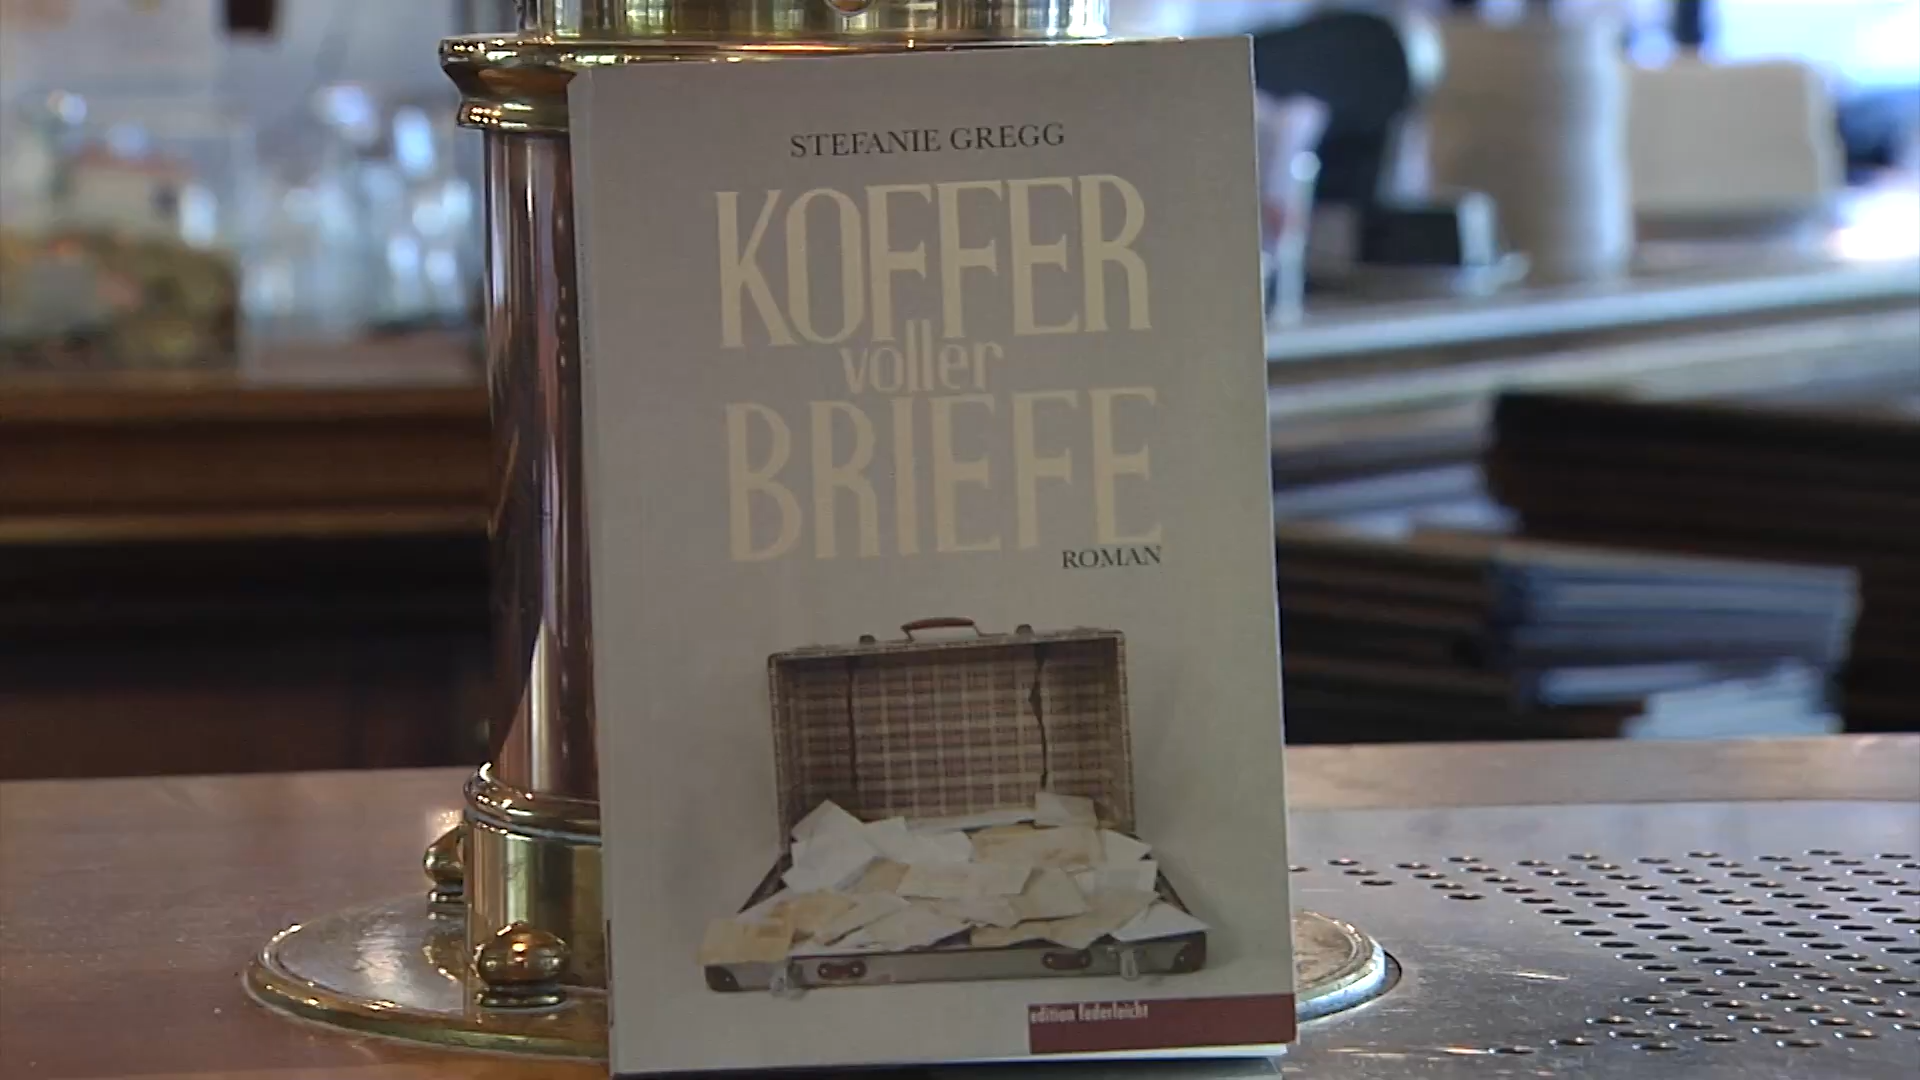 STEFANIE GREGG
KOFFER
voller
BRIEFE
ROMAN
edition federleicht